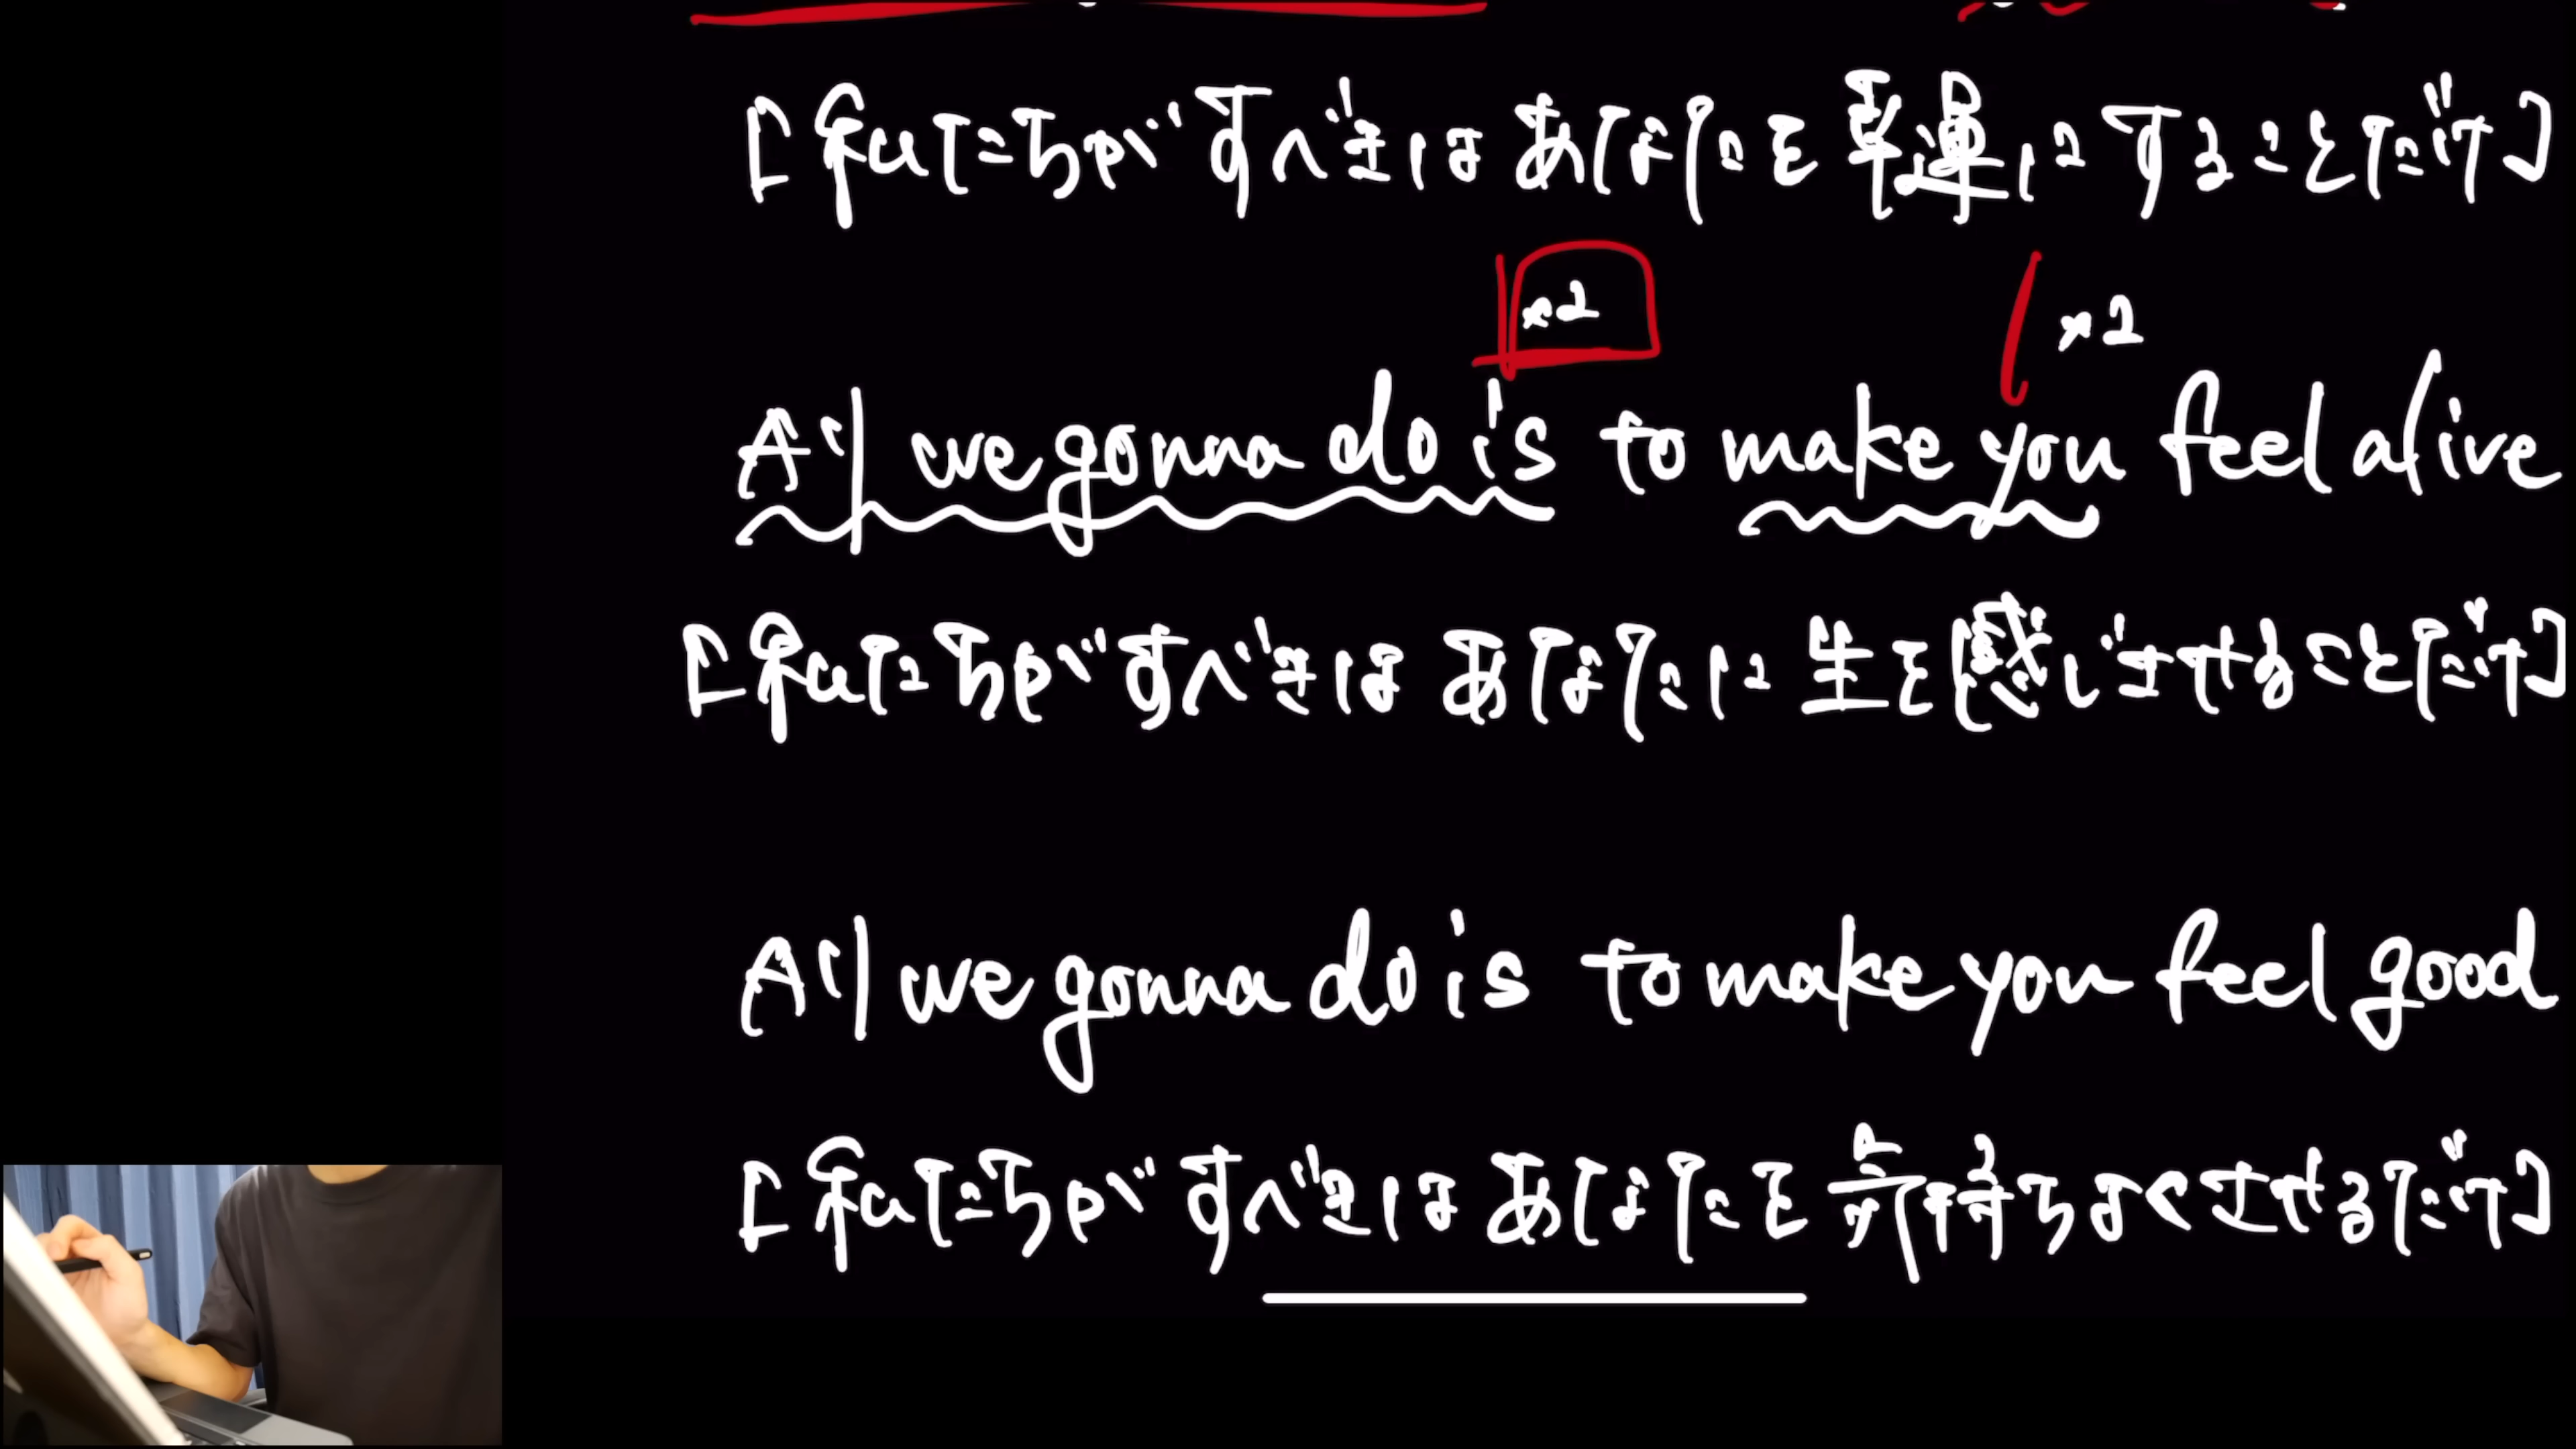 [私たちがすべきはあなたを幸運にすることだけ]
×2 ×2
All we gonna do is to make you feel alive
[私たちがすべきはあなたに生を感じさせることだけ]
All we gonna do is to make you feel good
[私たちがすべきはあなたを気持ちよくさせるだけ]